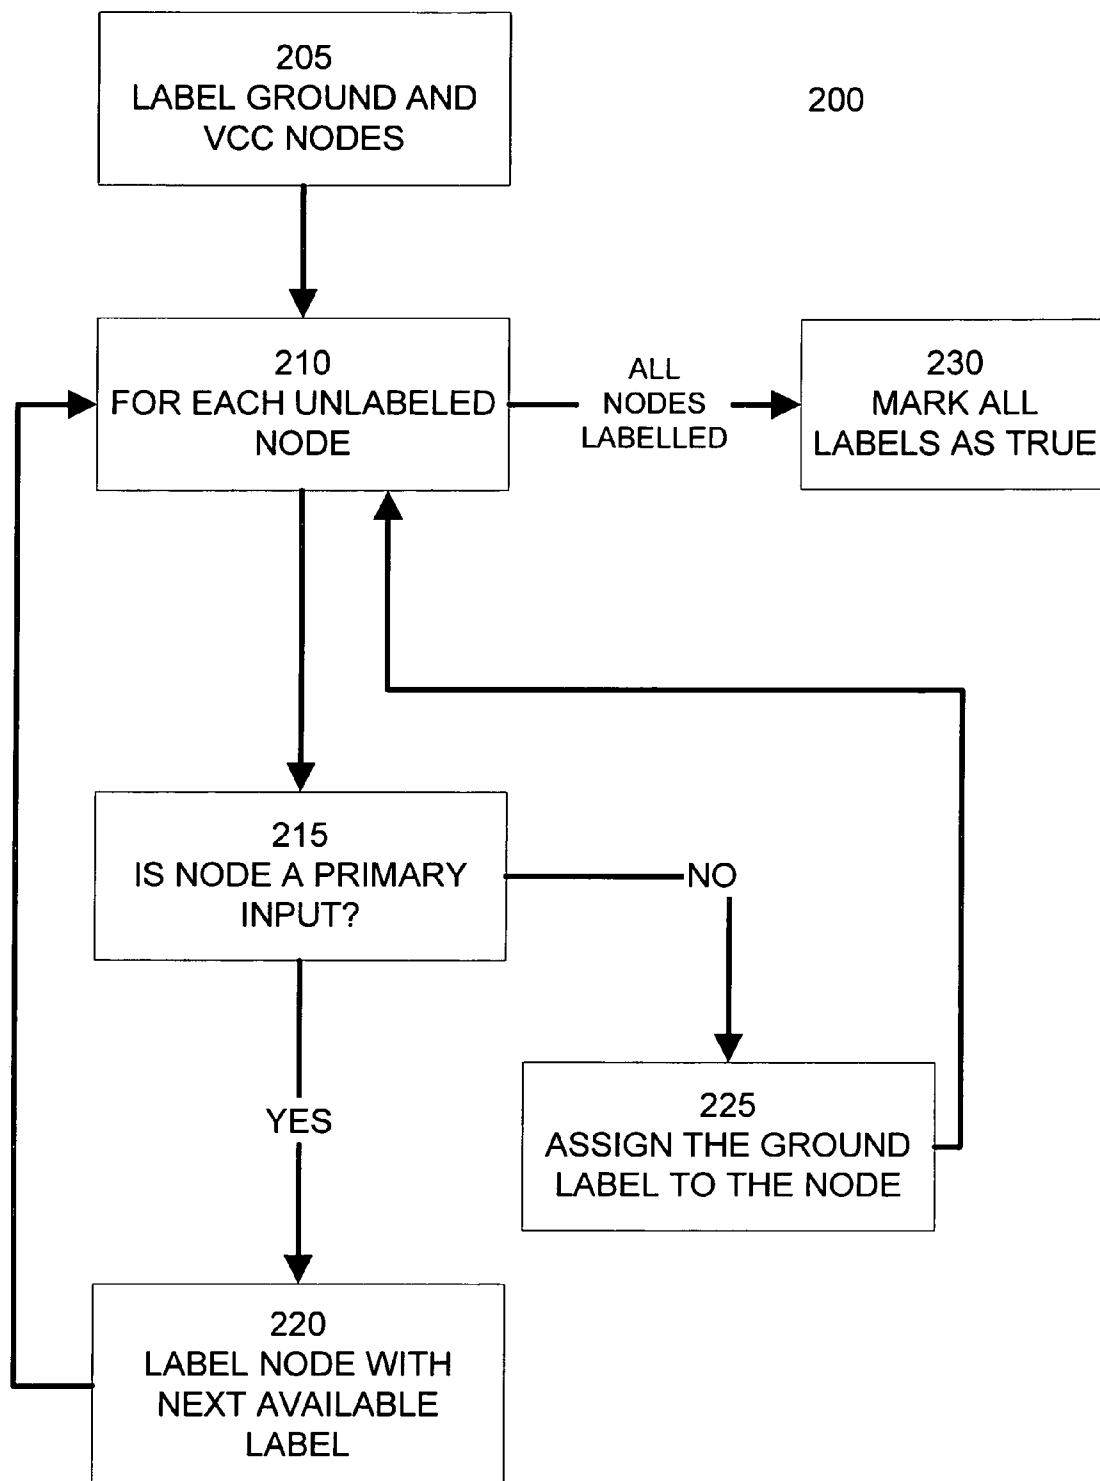 205
LABEL GROUND AND
VCC NODES
200
210
FOR EACH UNLABELED
NODE
ALL
NODES
LABELLED
230
MARK ALL
LABELS AS TRUE
215
IS NODE A PRIMARY
INPUT?
NO
YES
225
ASSIGN THE GROUND
LABEL TO THE NODE
220
LABEL NODE WITH
NEXT AVAILABLE
LABEL